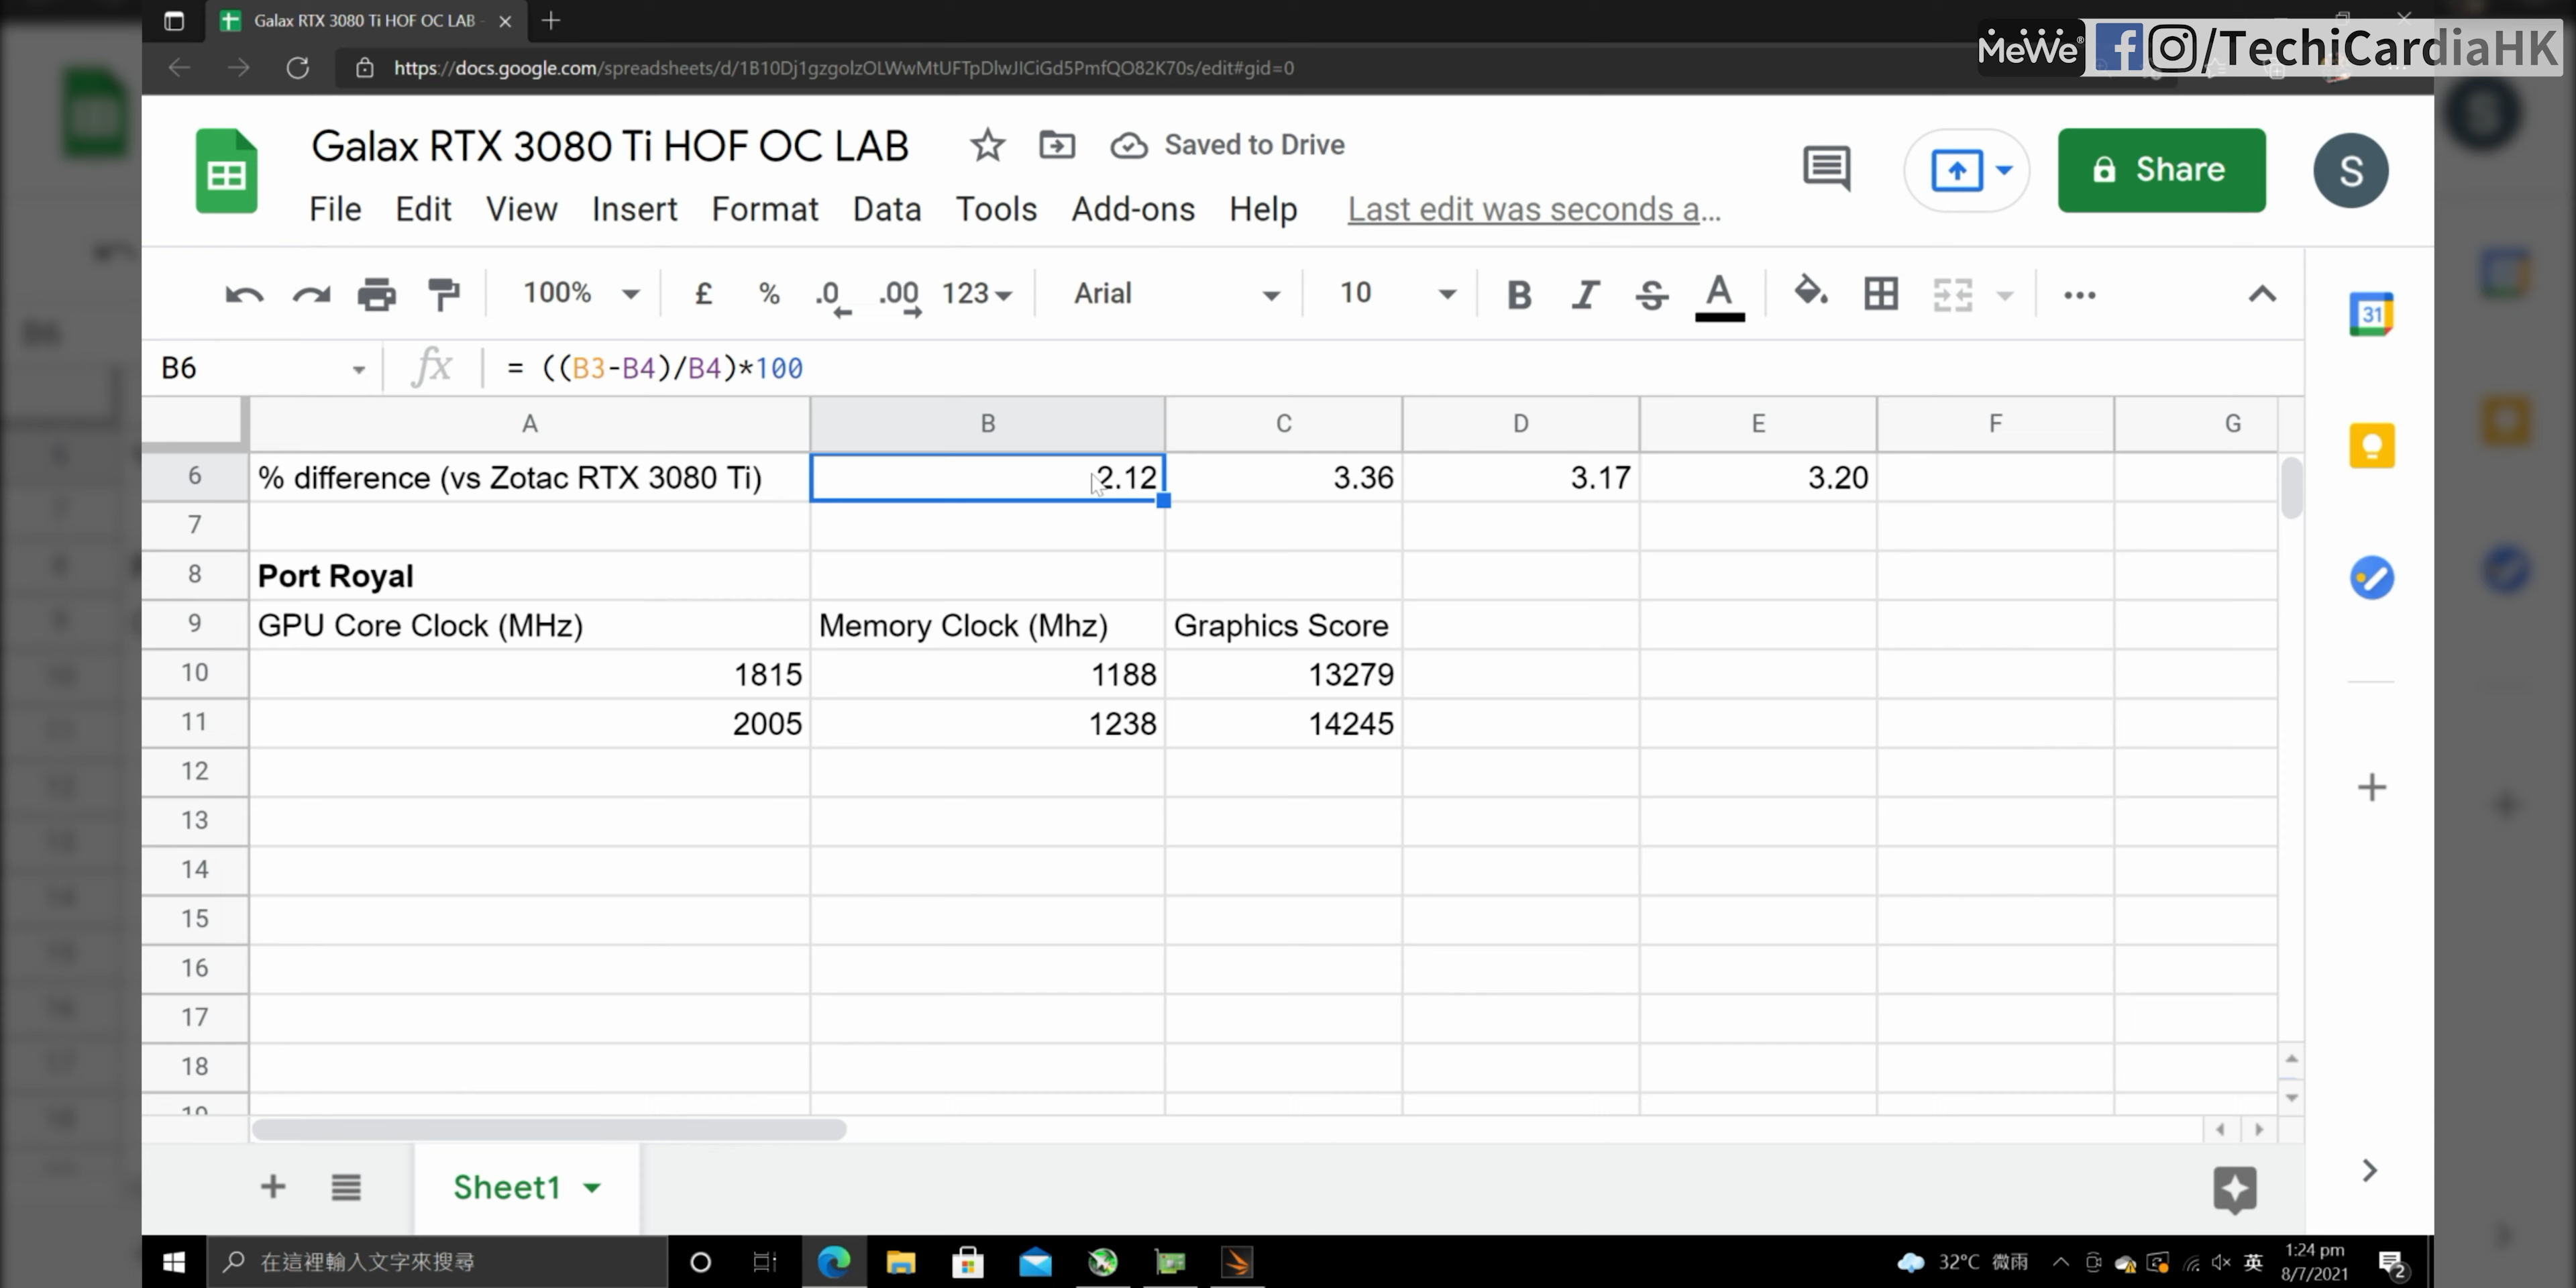 Galax RTX 3080 Ti HOF OC LAB -
MeWe /TechiCardiaHK
https://docs.google.com/spreadsheets/d/1B10Dj1gzgolzOLWwMtUFTpDlwJICiGd5PmfQO82K70s/edit#gid=0
Galax RTX 3080 Ti HOF OC LAB Saved to Drive
Share S
File Edit View Insert Format Data Tools Add-ons Help Last edit was seconds a...
100% £ % .0 .00 123 Arial 10 B I S A
31
B6 fx = ((B3-B4)/B4)*100
A B C D E F G
6 % difference (vs Zotac RTX 3080 Ti) 2.12 3.36 3.17 3.20
7
8 Port Royal
9 GPU Core Clock (MHz) Memory Clock (Mhz) Graphics Score
10 1815 1188 13279
11 2005 1238 14245
12
13
14
15
16
17
18
19
Sheet1
在這裡輸入文字來搜尋 32°C 微雨 英 1:24 pm
8/7/2021 2